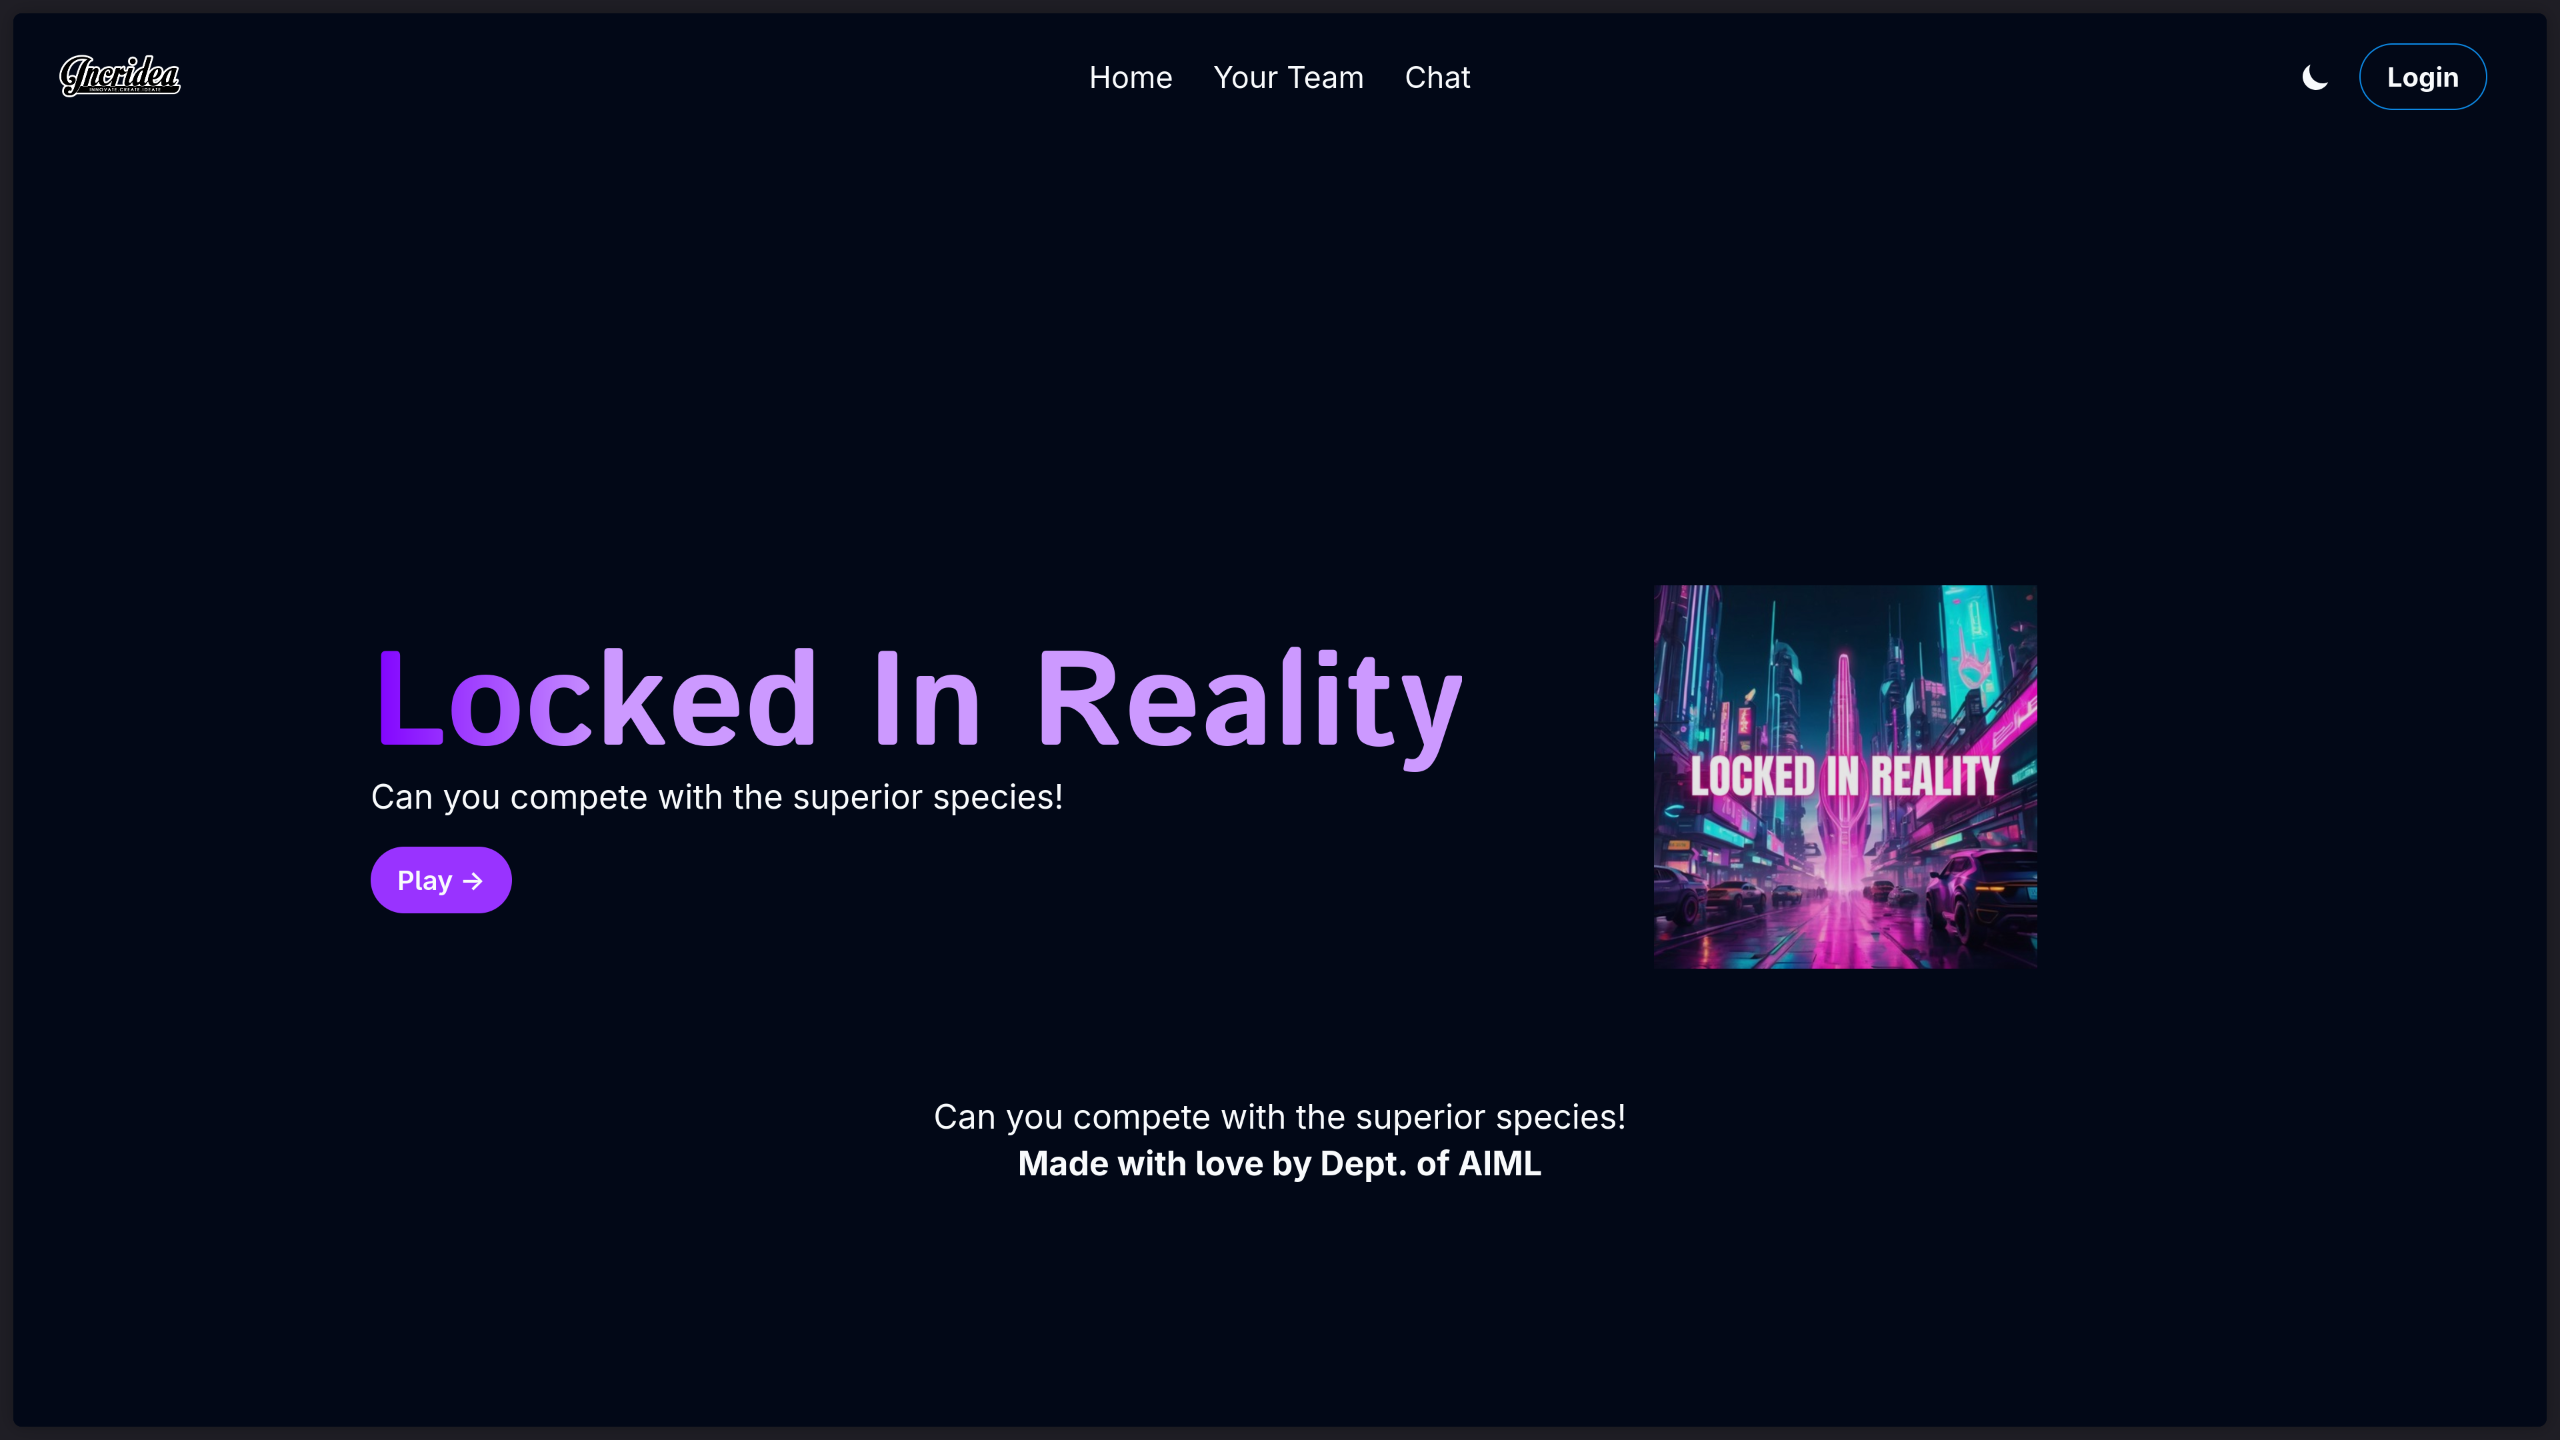 Incridea
INNOVATE.CREATE.IDEATE
Home
Your Team
Chat
Login
Locked In Reality
Can you compete with the superior species!
Play →
LOCKED IN REALITY
Can you compete with the superior species!
Made with love by Dept. of AIML